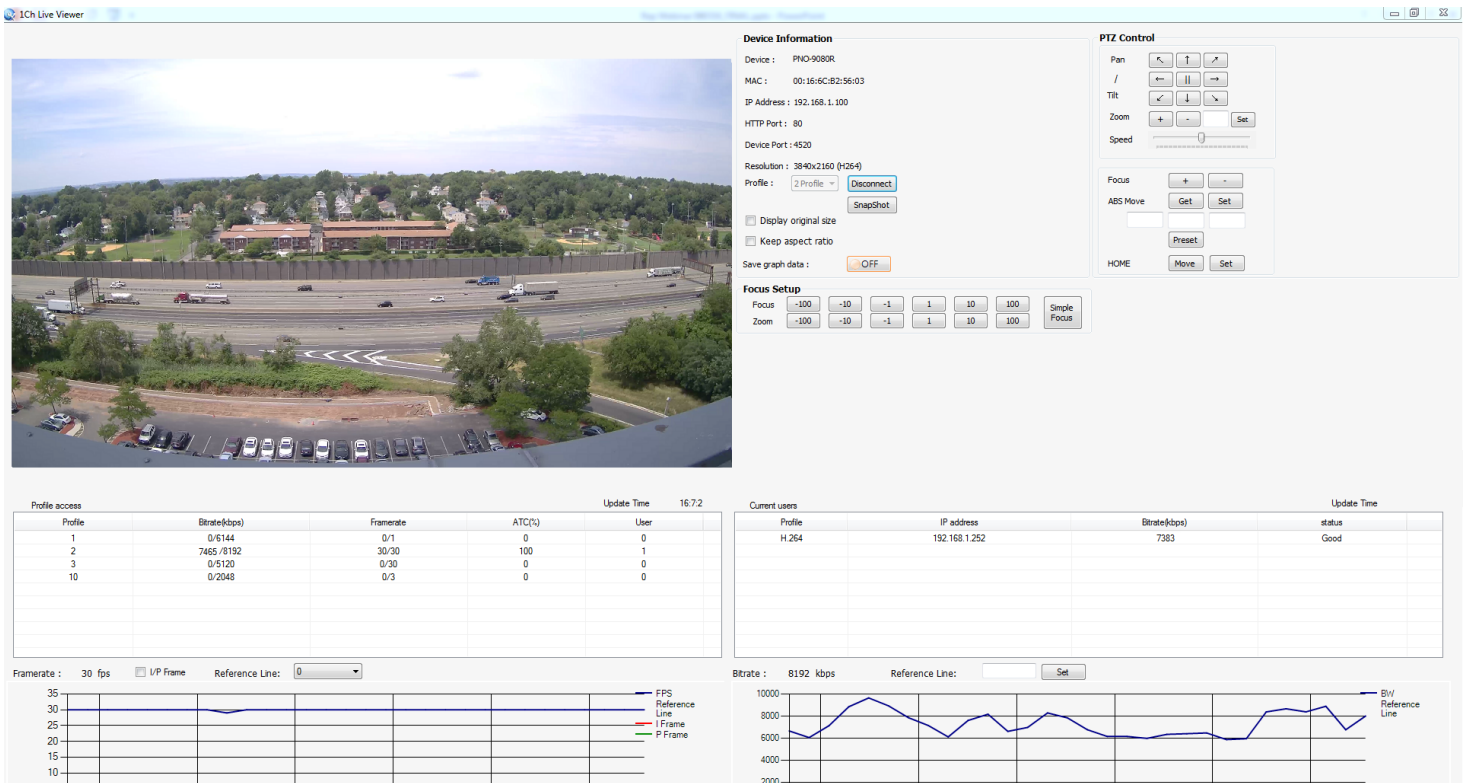 1Ch Live Viewer
Device Information
Device : PNO-9080R
MAC : 00:16:6C:B2:56:03
IP Address : 192.168.1.100
HTTP Port : 80
Device Port : 4520
Resolution : 3840x2160 (H264)
Profile : 2 Profile Disconnect
SnapShot
Display original size
Keep aspect ratio
Save graph data : OFF
Focus Setup
Focus -100 -10 -1 1 10 100
Zoom -100 -10 -1 1 10 100
Simple
Focus
PTZ Control
Pan ↖ ↑ ↗
/ ← || →
Tilt ↙ ↓ ↘
Zoom + - Set
Speed
Focus + -
ABS Move Get Set
Preset
HOME Move Set
Profile access Update Time 16:7:2
Profile Bitrate(kbps) Framerate ATC(%) User
1 0/6144 0/1 0 0
2 7465 /8192 30/30 100 1
3 0/5120 0/30 0 0
10 0/2048 0/3 0 0
Current users Update Time
Profile IP address Bitrate(kbps) status
H.264 192.168.1.252 7383 Good
Framerate : 30 fps I/P Frame Reference Line: 0
35
30
25
20
15
10
FPS
Reference
Line
I Frame
P Frame
Bitrate : 8192 kbps Reference Line: Set
10000
8000
6000
4000
2000
BW
Reference
Line